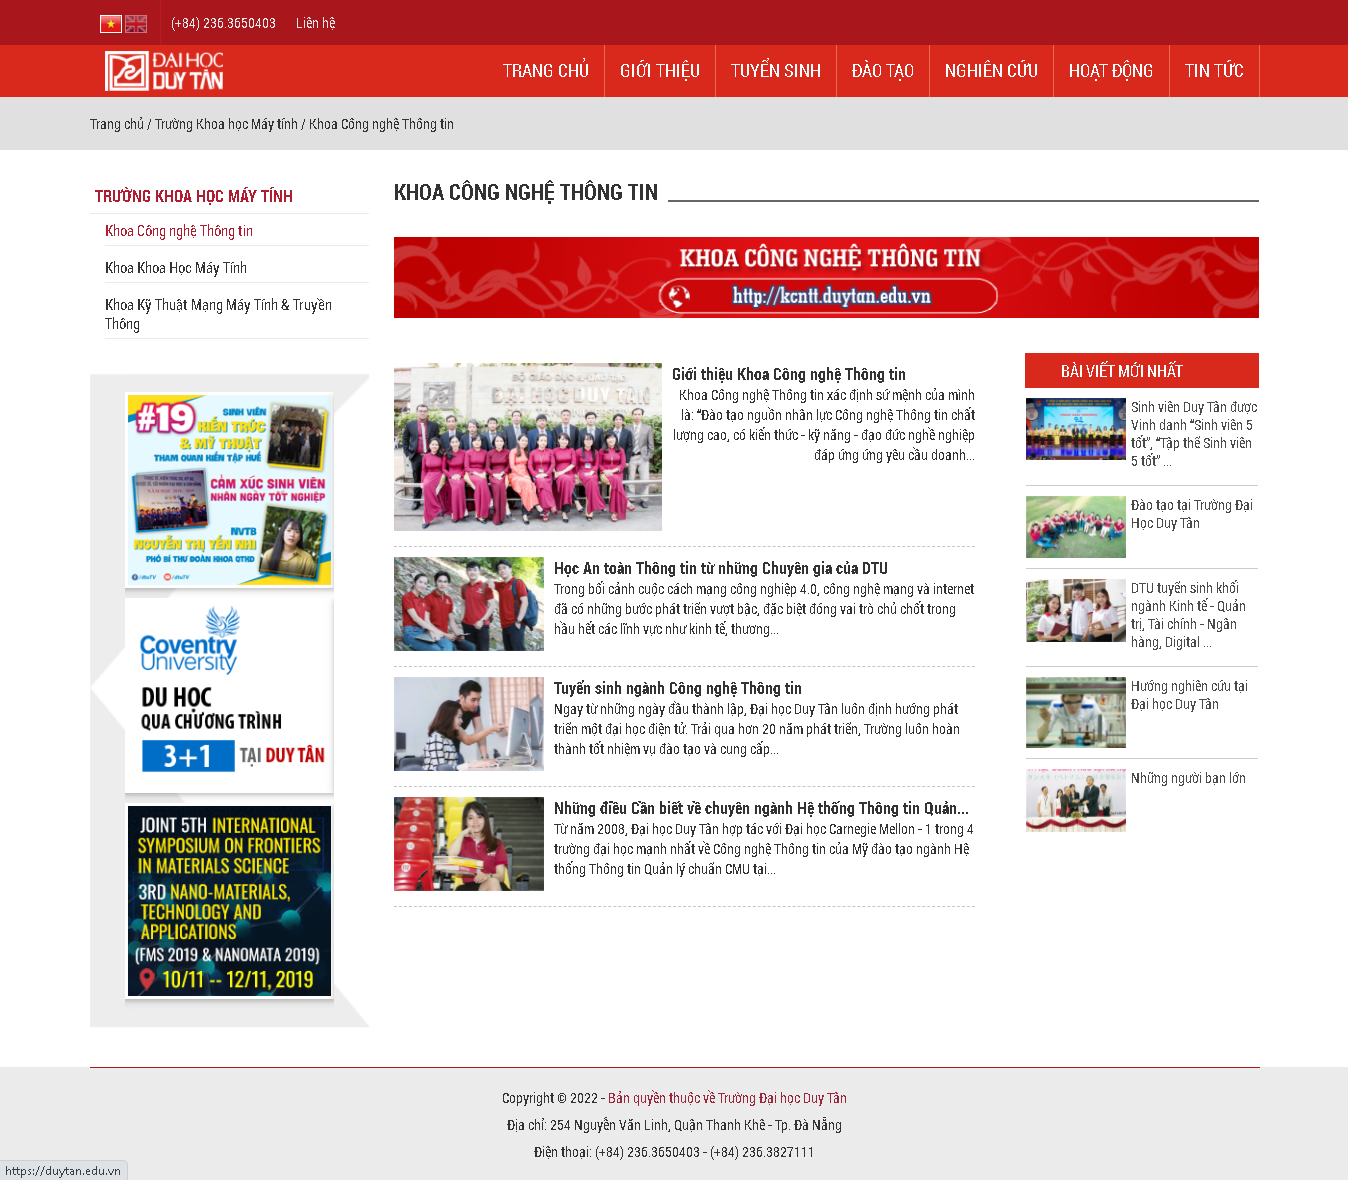 (+84) 236.3650403 Liên hệ
ĐẠI HỌC
DUY TÂN
TRANG CHỦ GIỚI THIỆU TUYỂN SINH ĐÀO TẠO NGHIÊN CỨU HOẠT ĐỘNG TIN TỨC
Trang chủ / Trường Khoa học Máy tính / Khoa Công nghệ Thông tin
TRƯỜNG KHOA HỌC MÁY TÍNH
Khoa Công nghệ Thông tin
Khoa Khoa Học Máy Tính
Khoa Kỹ Thuật Mạng Máy Tính & Truyền
Thông
#19
SINH VIÊN
KIẾN TRÚC
& MỸ THUẬT
THAM QUAN KIẾN TẬP HUẾ
CẢM XÚC SINH VIÊN
NHÂN NGÀY TỐT NGHIỆP
NVTB
NGUYỄN THỊ YẾN NHI
PHÓ BÍ THƯ ĐOÀN KHOA QTKD
/duTV /duTV
Coventry
University
DU HỌC
QUA CHƯƠNG TRÌNH
3+1 TẠI DUY TÂN
JOINT 5TH INTERNATIONAL
SYMPOSIUM ON FRONTIERS
IN MATERIALS SCIENCE
3RD NANO-MATERIALS,
TECHNOLOGY AND
APPLICATIONS
(FMS 2019 & NANOMATA 2019)
10/11 -- 12/11, 2019
KHOA CÔNG NGHỆ THÔNG TIN
KHOA CÔNG NGHỆ THÔNG TIN
http://kcntt.duytan.edu.vn
BỘ GIÁO DỤC & ĐÀO TẠO
ĐẠI HỌC DUY TÂN
Giới thiệu Khoa Công nghệ Thông tin
Khoa Công nghệ Thông tin xác định sứ mệnh của mình
là: “Đào tạo nguồn nhân lực Công nghệ Thông tin chất
lượng cao, có kiến thức - kỹ năng - đạo đức nghề nghiệp
đáp ứng ứng yêu cầu doanh...
Học An toàn Thông tin từ những Chuyên gia của DTU
Trong bối cảnh cuộc cách mạng công nghiệp 4.0, công nghệ mạng và internet
đã có những bước phát triển vượt bậc, đặc biệt đóng vai trò chủ chốt trong
hầu hết các lĩnh vực như kinh tế, thương...
Tuyển sinh ngành Công nghệ Thông tin
Ngay từ những ngày đầu thành lập, Đại học Duy Tân luôn định hướng phát
triển một đại học điện tử. Trải qua hơn 20 năm phát triển, Trường luôn hoàn
thành tốt nhiệm vụ đào tạo và cung cấp...
Những điều Cần biết về chuyên ngành Hệ thống Thông tin Quản...
Từ năm 2008, Đại học Duy Tân hợp tác với Đại học Carnegie Mellon - 1 trong 4
trường đại học mạnh nhất về Công nghệ Thông tin của Mỹ đào tạo ngành Hệ
thống Thông tin Quản lý chuẩn CMU tại...
BÀI VIẾT MỚI NHẤT
Sinh viên Duy Tân được
Vinh danh “Sinh viên 5
tốt”, “Tập thể Sinh viên
5 tốt” ...
Đào tạo tại Trường Đại
Học Duy Tân
DTU tuyển sinh khối
ngành Kinh tế - Quản
trị, Tài chính - Ngân
hàng, Digital ...
Hướng nghiên cứu tại
Đại học Duy Tân
Những người bạn lớn
Copyright © 2022 - Bản quyền thuộc về Trường Đại học Duy Tân
Địa chỉ: 254 Nguyễn Văn Linh, Quận Thanh Khê - Tp. Đà Nẵng
Điện thoại: (+84) 236.3650403 - (+84) 236.3827111
https://duytan.edu.vn